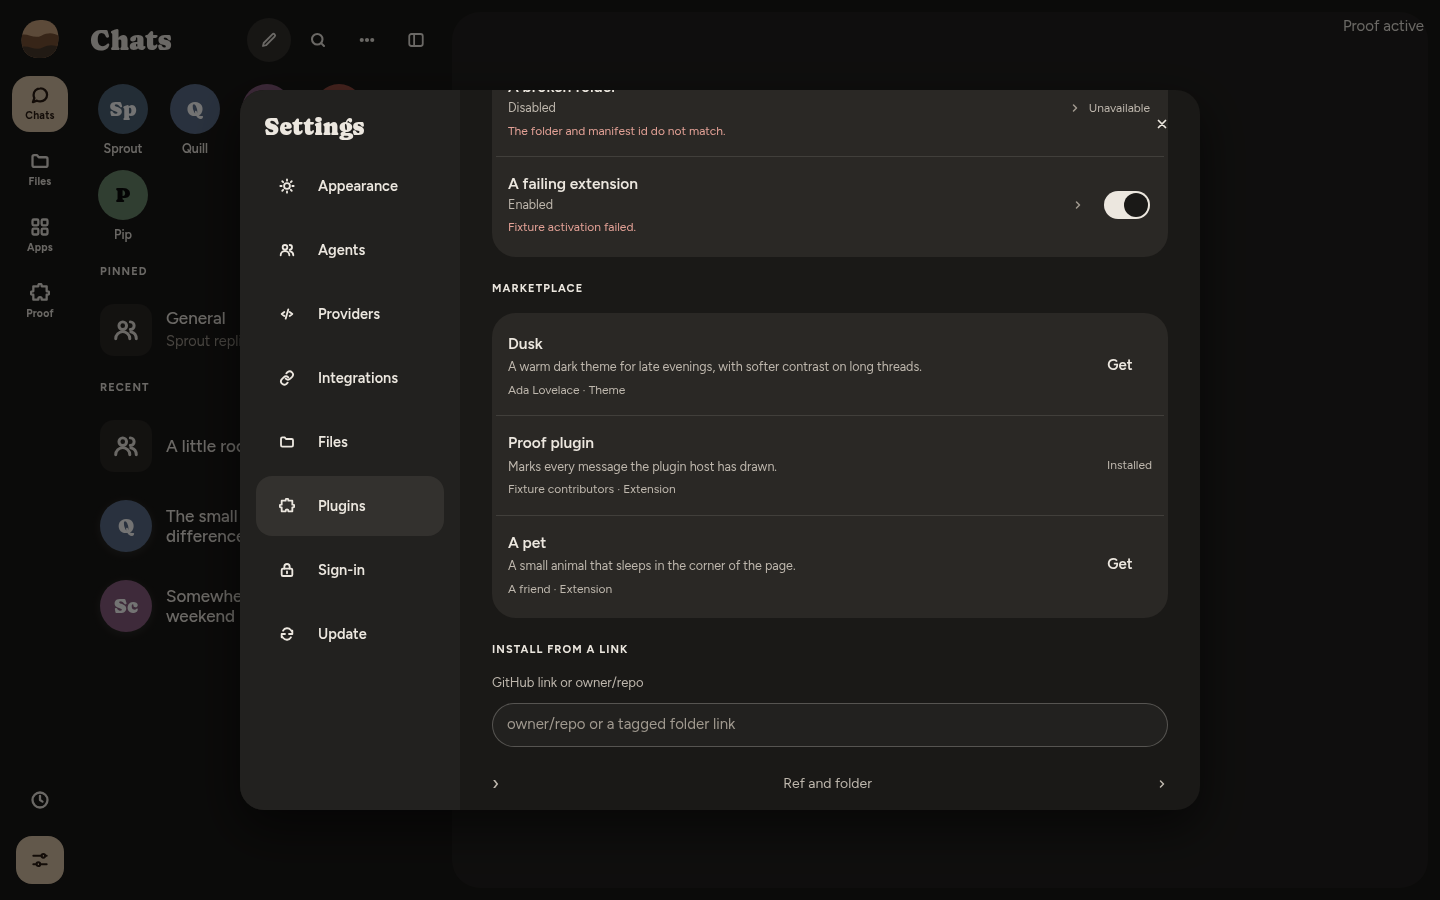 Proof active
Chats
Chats
Files
Apps
Proof
Sp
Sprout
Q
Quill
P
Pip
PINNED
General
Sprout repli
RECENT
A little roo
Q
The small
difference
Sc
Somewhe
weekend
Settings
Appearance
Agents
Providers
Integrations
Files
Plugins
Sign-in
Update
A broken folder
Disabled
Unavailable
The folder and manifest id do not match.
A failing extension
Enabled
Fixture activation failed.
MARKETPLACE
Dusk
A warm dark theme for late evenings, with softer contrast on long threads.
Ada Lovelace · Theme
Get
Proof plugin
Marks every message the plugin host has drawn.
Fixture contributors · Extension
Installed
A pet
A small animal that sleeps in the corner of the page.
A friend · Extension
Get
INSTALL FROM A LINK
GitHub link or owner/repo
owner/repo or a tagged folder link
Ref and folder